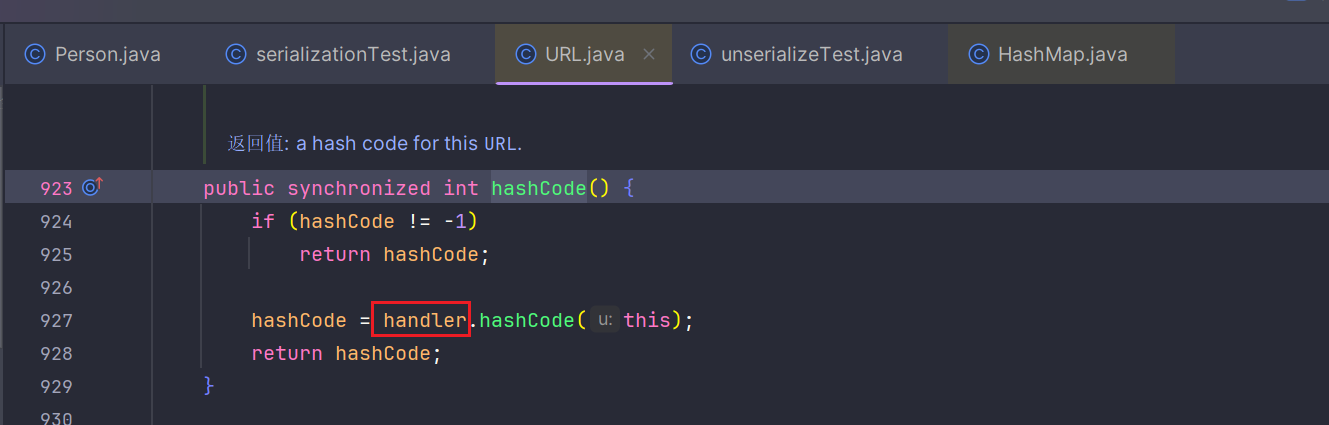 Person.java serializationTest.java URL.java × unserializeTest.java HashMap.java
返回值: a hash code for this URL.
923 public synchronized int hashCode() {
924 if (hashCode != -1)
925 return hashCode;
926
927 hashCode = handler.hashCode( u: this);
928 return hashCode;
929 }
930